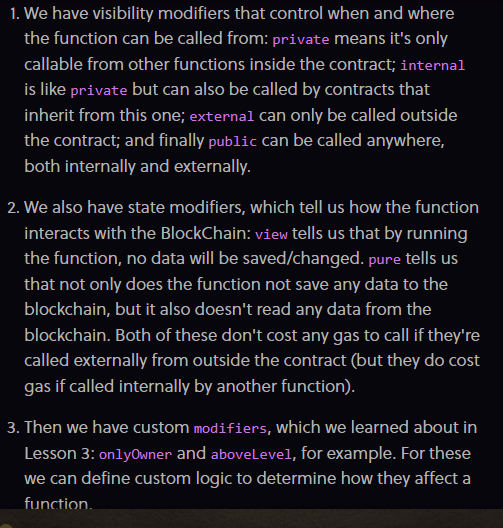 1. We have visibility modifiers that control when and where
the function can be called from: private means it's only
callable from other functions inside the contract; internal
is like private but can also be called by contracts that
inherit from this one; external can only be called outside
the contract; and finally public can be called anywhere,
both internally and externally.
2. We also have state modifiers, which tell us how the function
interacts with the BlockChain: view tells us that by running
the function, no data will be saved/changed. pure tells us
that not only does the function not save any data to the
blockchain, but it also doesn't read any data from the
blockchain. Both of these don't cost any gas to call if they're
called externally from outside the contract (but they do cost
gas if called internally by another function).
3. Then we have custom modifiers, which we learned about in
Lesson 3: onlyOwner and aboveLevel, for example. For these
we can define custom logic to determine how they affect a
function.